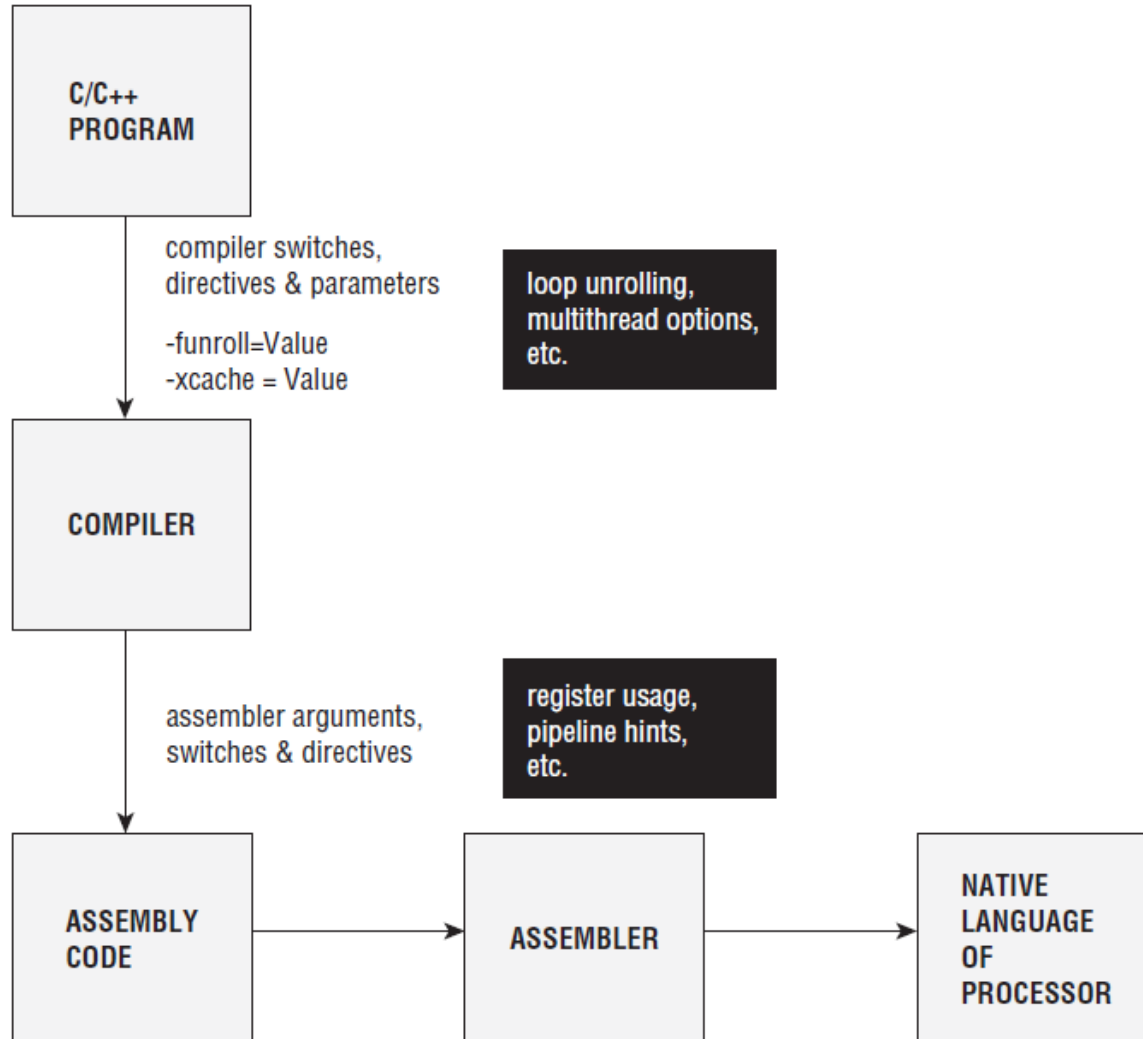 C/C++
PROGRAM
compiler switches,
directives & parameters
-funroll=Value
-xcache = Value
loop unrolling,
multithread options,
etc.
COMPILER
assembler arguments,
switches & directives
register usage,
pipeline hints,
etc.
ASSEMBLY
CODE
ASSEMBLER
NATIVE
LANGUAGE
OF
PROCESSOR